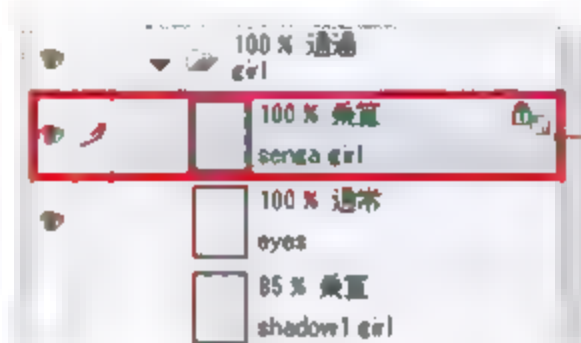 100 % 通過
girl
100 % 乗算
senga girl
100 % 通常
eyes
85 % 乗算
shadow1 girl